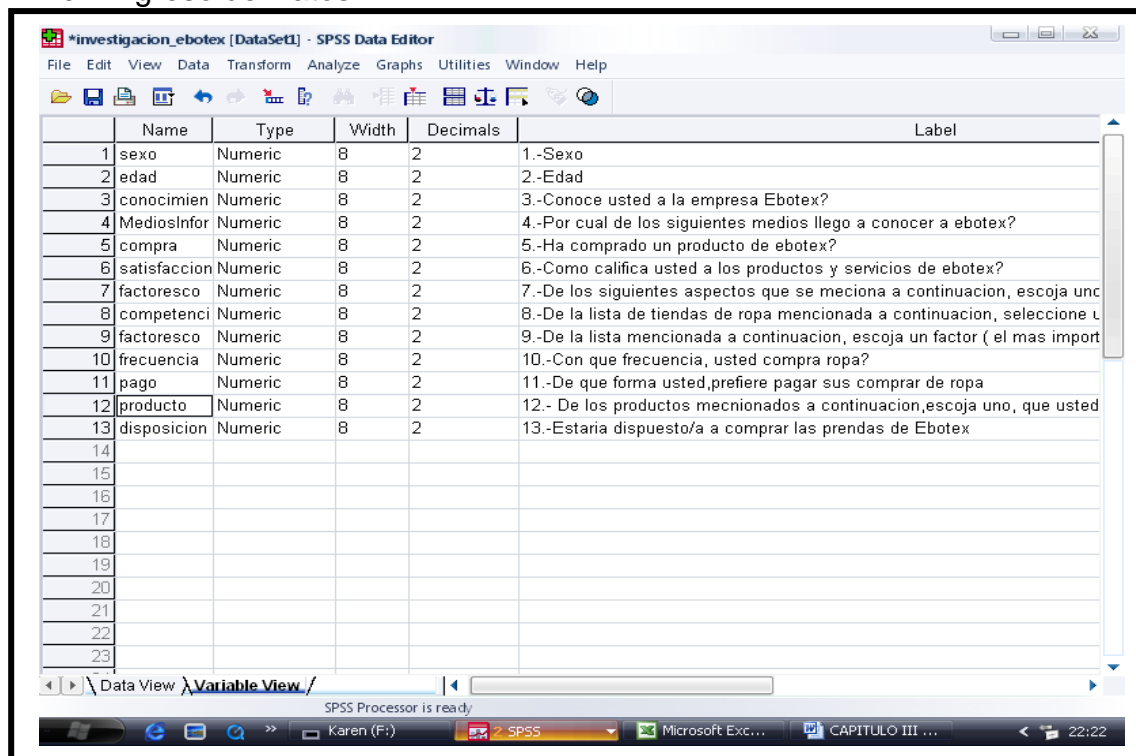 *investigacion_ebotex [DataSet1] - SPSS Data Editor
File Edit View Data Transform Analyze Graphs Utilities Window Help
Name Type Width Decimals Label
1 sexo Numeric 8 2 1.-Sexo
2 edad Numeric 8 2 2.-Edad
3 conocimien Numeric 8 2 3.-Conoce usted a la empresa Ebotex?
4 MediosInfor Numeric 8 2 4.-Por cual de los siguientes medios llego a conocer a ebotex?
5 compra Numeric 8 2 5.-Ha comprado un producto de ebotex?
6 satisfaccion Numeric 8 2 6.-Como califica usted a los productos y servicios de ebotex?
7 factoresco Numeric 8 2 7.-De los siguientes aspectos que se meciona a continuacion, escoja unc
8 competenci Numeric 8 2 8.-De la lista de tiendas de ropa mencionada a continuacion, seleccione
9 factoresco Numeric 8 2 9.-De la lista mencionada a continuacion, escoja un factor ( el mas import
10 frecuencia Numeric 8 2 10.-Con que frecuencia, usted compra ropa?
11 pago Numeric 8 2 11.-De que forma usted,prefiere pagar sus comprar de ropa
12 producto Numeric 8 2 12.- De los productos mecnionados a continuacion,escoja uno, que usted
13 disposicion Numeric 8 2 13.-Estaria dispuesto/a a comprar las prendas de Ebotex
14
15
16
17
18
19
20
21
22
23
Data View Variable View
SPSS Processor is ready
Karen (F:) 2 SPSS Microsoft Exc... CAPITULO III ... 22:22